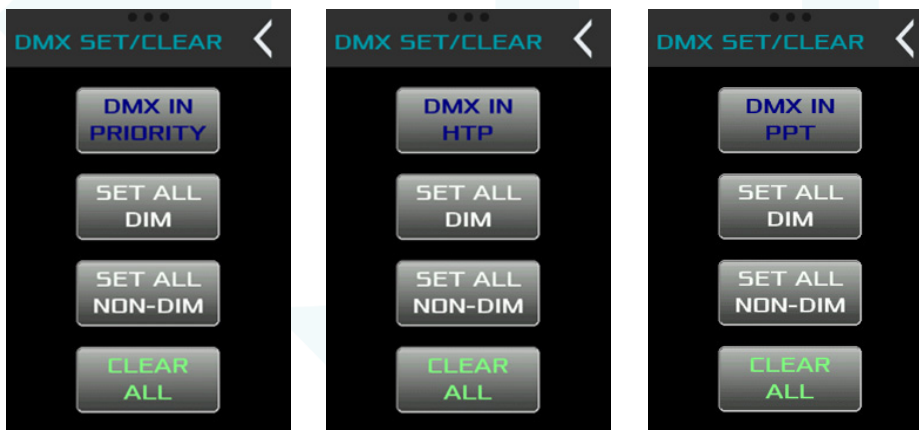 DMX SET/CLEAR
DMX IN
PRIORITY
SET ALL
DIM
SET ALL
NON-DIM
CLEAR
ALL
DMX SET/CLEAR
DMX IN
HTP
SET ALL
DIM
SET ALL
NON-DIM
CLEAR
ALL
DMX SET/CLEAR
DMX IN
PPT
SET ALL
DIM
SET ALL
NON-DIM
CLEAR
ALL